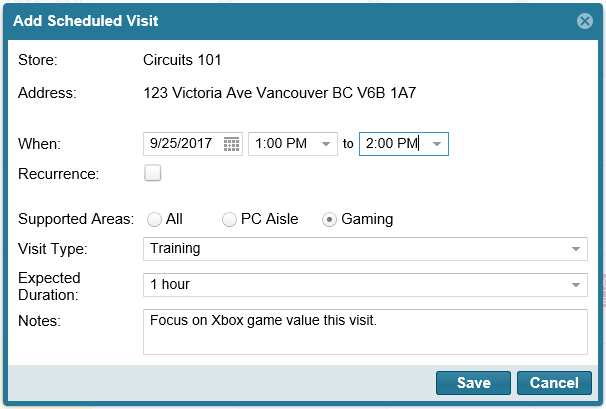 Add Scheduled Visit
Store: Circuits 101
Address: 123 Victoria Ave Vancouver BC V6B 1A7
When: 9/25/2017 1:00 PM to 2:00 PM
Recurrence:
Supported Areas: All PC Aisle Gaming
Visit Type: Training
Expected
Duration: 1 hour
Notes: Focus on Xbox game value this visit.
Save Cancel